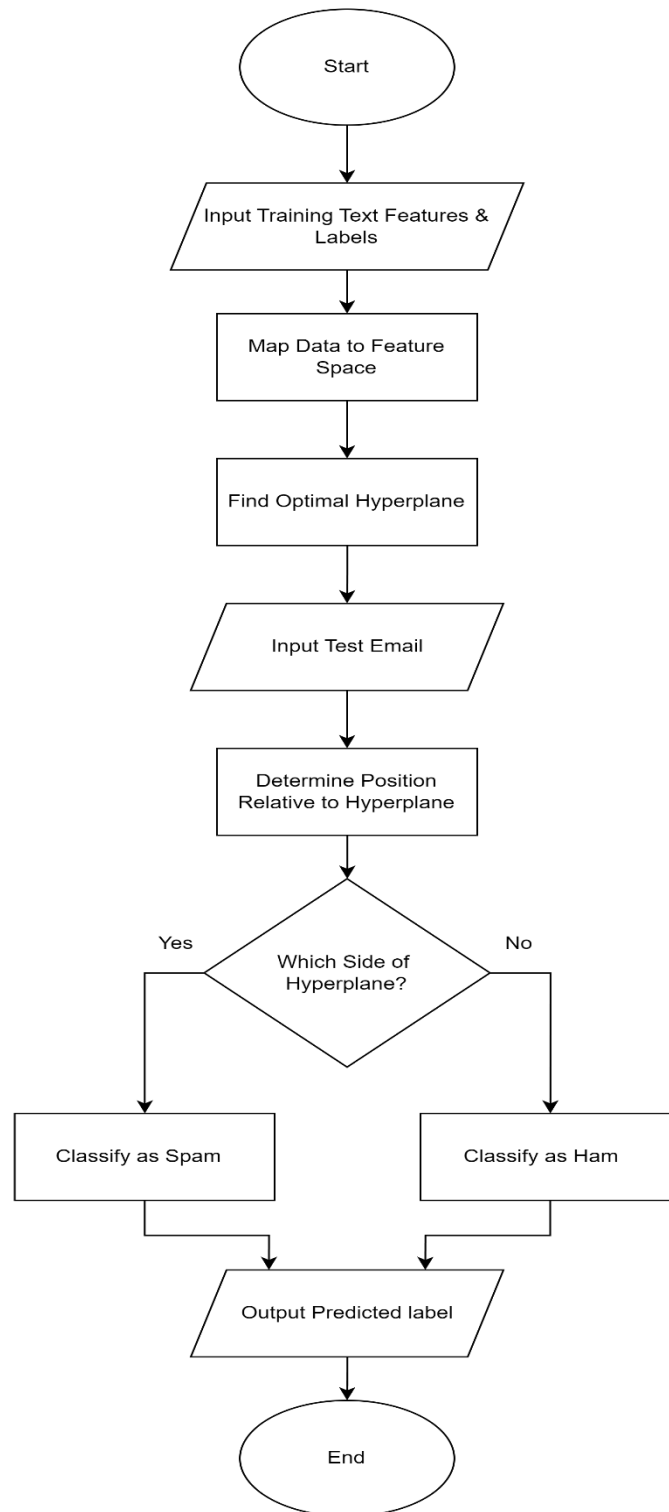 Start
Input Training Text Features &
Labels
Map Data to Feature
Space
Find Optimal Hyperplane
Input Test Email
Determine Position
Relative to Hyperplane
Yes
No
Which Side of
Hyperplane?
Classify as Spam
Classify as Ham
Output Predicted label
End